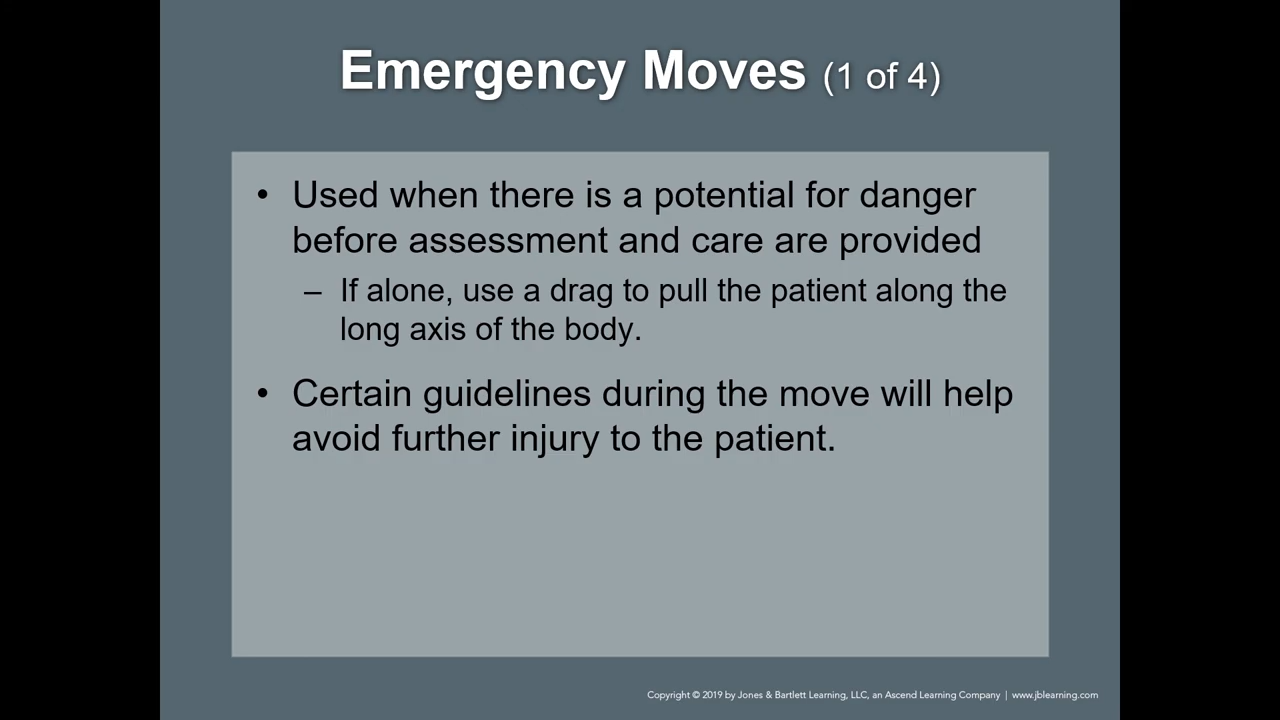 Emergency Moves (1 of 4)
• Used when there is a potential for danger
before assessment and care are provided
– If alone, use a drag to pull the patient along the
long axis of the body.
• Certain guidelines during the move will help
avoid further injury to the patient.
Copyright © 2019 by Jones & Bartlett Learning, LLC, an Ascend Learning Company | www.jblearning.com